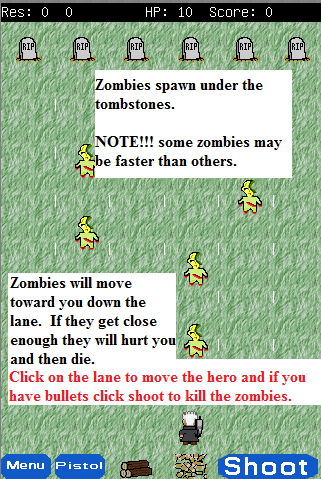 Res: 0 0 HP: 10 Score: 0
RIP RIP RIP RIP RIP RIP
Zombies spawn under the
tombstones.
NOTE!!! some zombies may
be faster than others.
Zombies will move
toward you down the
lane. If they get close
enough they will hurt you
and then die.
Click on the lane to move the hero and if you
have bullets click shoot to kill the zombies.
Menu Pistol Shoot